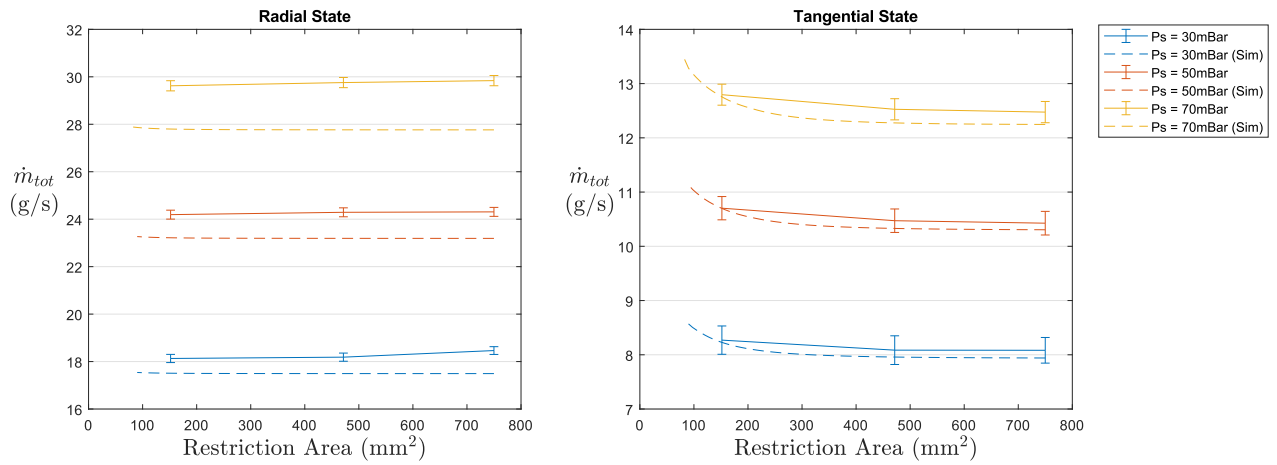 Radial State
32
30
28
26
24
22
20
18
16
ṁtot
(g/s)
0 100 200 300 400 500 600 700 800
Restriction Area (mm²)
Tangential State
14
13
12
11
10
9
8
7
ṁtot
(g/s)
0 100 200 300 400 500 600 700 800
Restriction Area (mm²)
Ps = 30mBar
Ps = 30mBar (Sim)
Ps = 50mBar
Ps = 50mBar (Sim)
Ps = 70mBar
Ps = 70mBar (Sim)